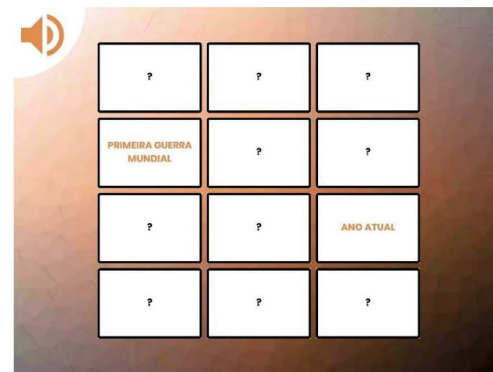 ? ? ?
PRIMEIRA GUERRA
MUNDIAL
? ?
? ?
ANO ATUAL
? ? ?